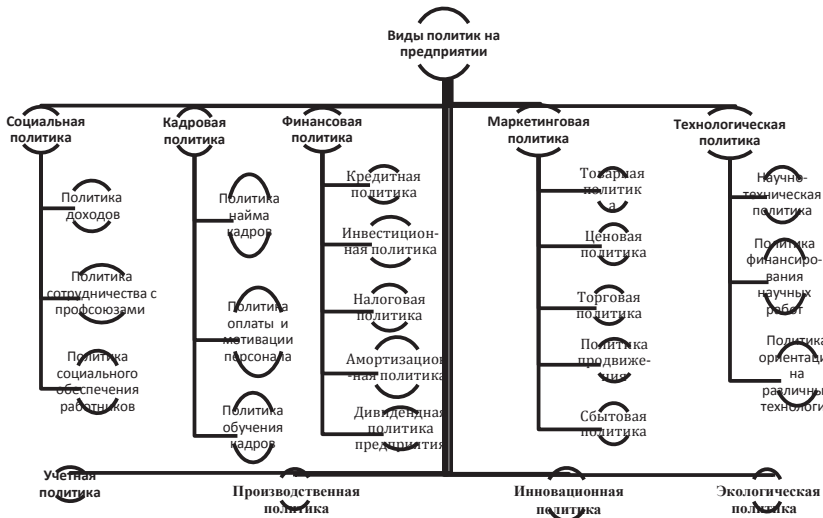 Виды политик на
предприятии
Социальная
политика
Политика
доходов
Политика
сотрудничества с
профсоюзами
Политика
социального
обеспечения
работников
Кадровая
политика
Политика
найма
кадров
Политика
оплаты и
мотивации
персонала
Политика
обучения
кадров
Финансовая
политика
Кредитная
политика
Инвестицион-
ная политика
Налоговая
политика
Амортизацион
-ная политика
Дивидендная
политика
предприятия
Маркетинговая
политика
Товарная
политик
а
Ценовая
политика
Торговая
политика
Политика
продвиже-
ния
Сбытовая
политика
Технологическая
политика
Научно-
техническая
политика
Политика
финансиро-
вания
научных
работ
Политика
ориентаци
на
различны
технологи
Учетная
политика
Производственная
политика
Инновационная
политика
Экологическая
политика